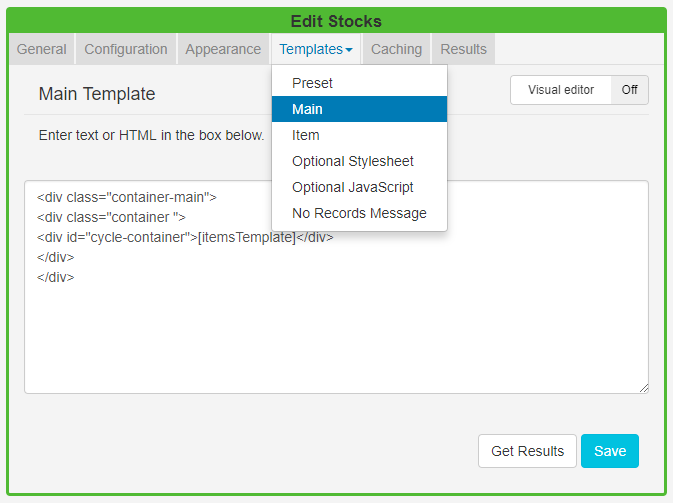 Edit Stocks
General Configuration Appearance Templates Caching Results
Preset
Main Template Visual editor Off
Main
Enter text or HTML in the box below. Item
Optional Stylesheet
Optional JavaScript
No Records Message
<div class="container-main">
<div class="container ">
<div id="cycle-container">[itemsTemplate]</div>
</div>
</div>
Get Results Save